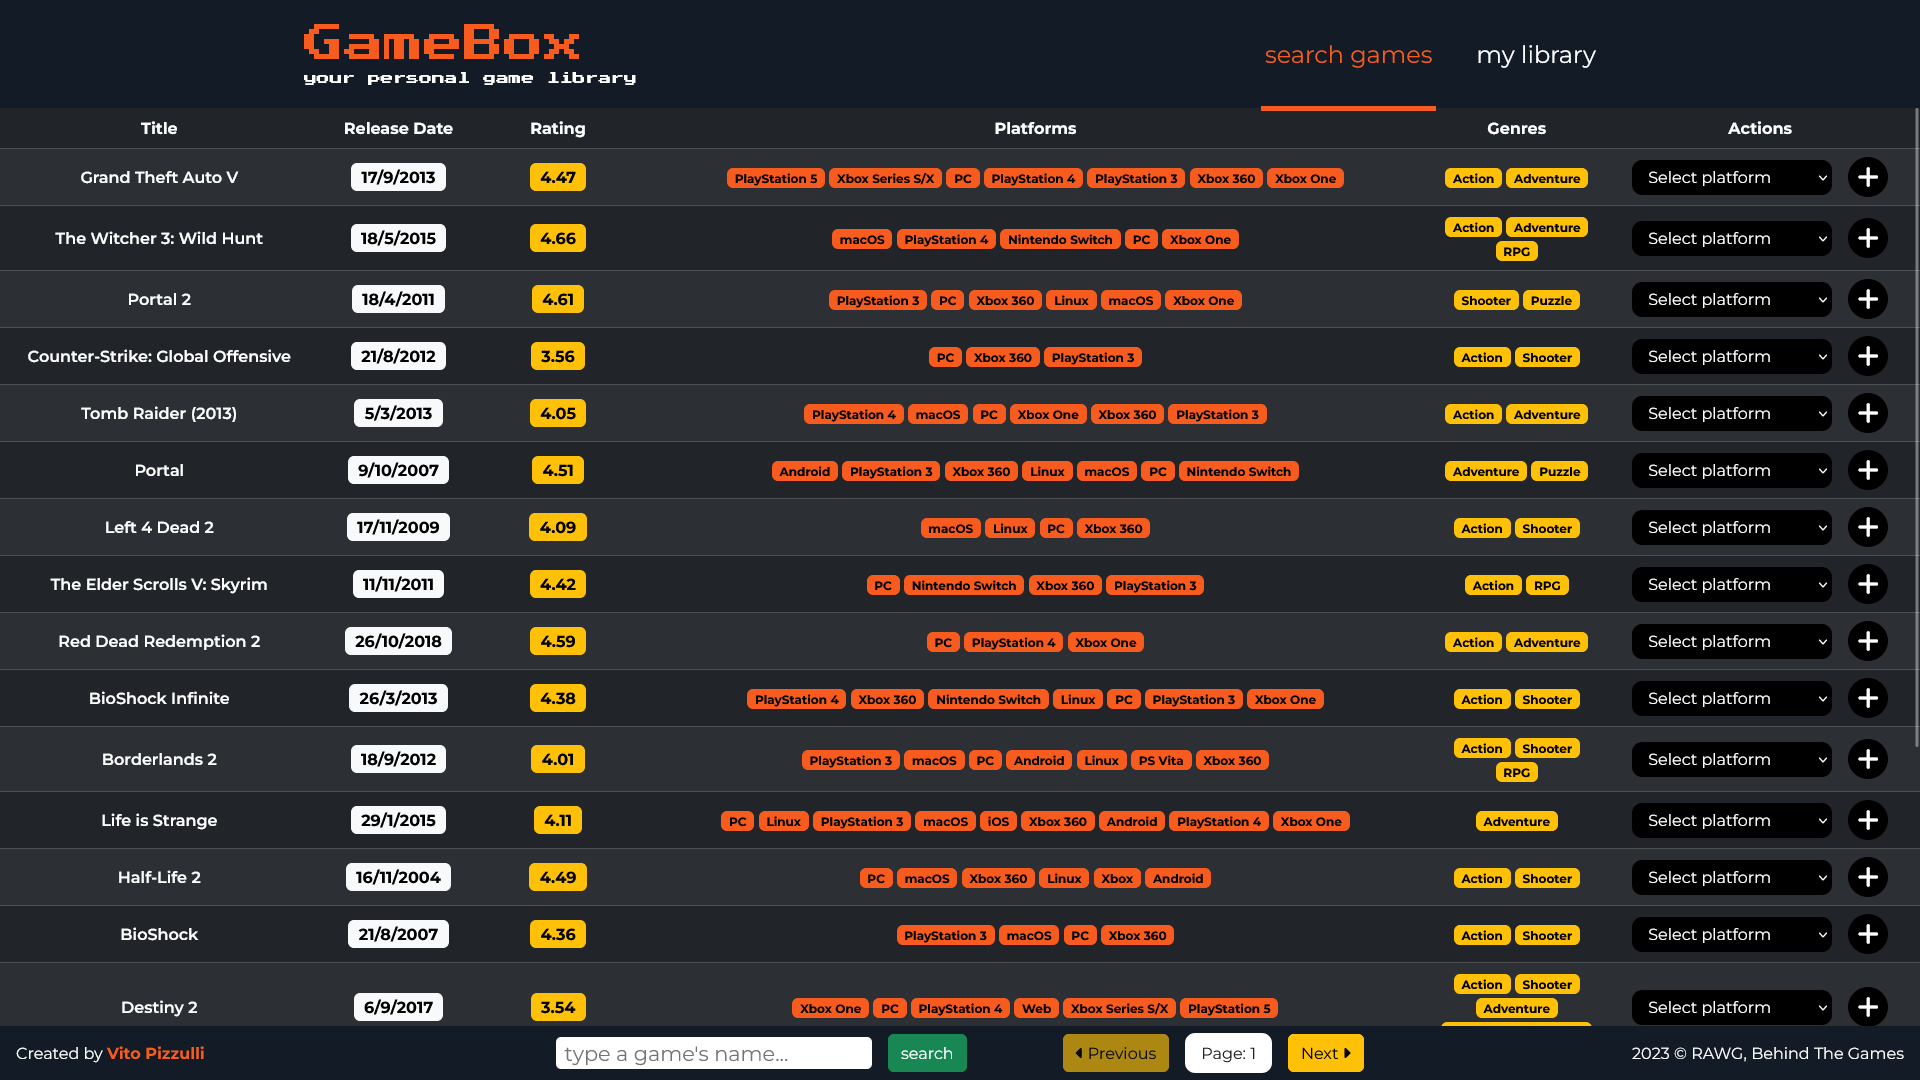 GameBox
your personal game library
search games my library
Title Release Date Rating Platforms Genres Actions
Grand Theft Auto V 17/9/2013 4.47 PlayStation 5 Xbox Series S/X PC PlayStation 4 PlayStation 3 Xbox 360 Xbox One Action Adventure Select platform
The Witcher 3: Wild Hunt 18/5/2015 4.66 macOS PlayStation 4 Nintendo Switch PC Xbox One Action Adventure Select platform
RPG
Portal 2 18/4/2011 4.61 PlayStation 3 PC Xbox 360 Linux macOS Xbox One Shooter Puzzle Select platform
Counter-Strike: Global Offensive 21/8/2012 3.56 PC Xbox 360 PlayStation 3 Action Shooter Select platform
Tomb Raider (2013) 5/3/2013 4.05 PlayStation 4 macOS PC Xbox One Xbox 360 PlayStation 3 Action Adventure Select platform
Portal 9/10/2007 4.51 Android PlayStation 3 Xbox 360 Linux macOS PC Nintendo Switch Adventure Puzzle Select platform
Left 4 Dead 2 17/11/2009 4.09 macOS Linux PC Xbox 360 Action Shooter Select platform
The Elder Scrolls V: Skyrim 11/11/2011 4.42 PC Nintendo Switch Xbox 360 PlayStation 3 Action RPG Select platform
Red Dead Redemption 2 26/10/2018 4.59 PC PlayStation 4 Xbox One Action Adventure Select platform
BioShock Infinite 26/3/2013 4.38 PlayStation 4 Xbox 360 Nintendo Switch Linux PC PlayStation 3 Xbox One Action Shooter Select platform
Borderlands 2 18/9/2012 4.01 PlayStation 3 macOS PC Android Linux PS Vita Xbox 360 Action Shooter Select platform
RPG
Life is Strange 29/1/2015 4.11 PC Linux PlayStation 3 macOS iOS Xbox 360 Android PlayStation 4 Xbox One Adventure Select platform
Half-Life 2 16/11/2004 4.49 PC macOS Xbox 360 Linux Xbox Android Action Shooter Select platform
BioShock 21/8/2007 4.36 PlayStation 3 macOS PC Xbox 360 Action Shooter Select platform
Destiny 2 6/9/2017 3.54 Xbox One PC PlayStation 4 Web Xbox Series S/X PlayStation 5 Action Shooter Select platform
Adventure
Created by Vito Pizzulli type a game's name... search Previous Page: 1 Next 2023 © RAWG, Behind The Games